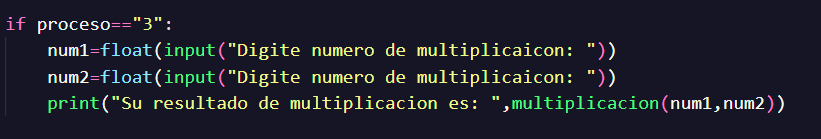 if proceso=="3":
    num1=float(input("Digite numero de multiplicaicon: "))
    num2=float(input("Digite numero de multiplicaicon: "))
    print("Su resultado de multiplicacion es: ",multiplicacion(num1,num2))